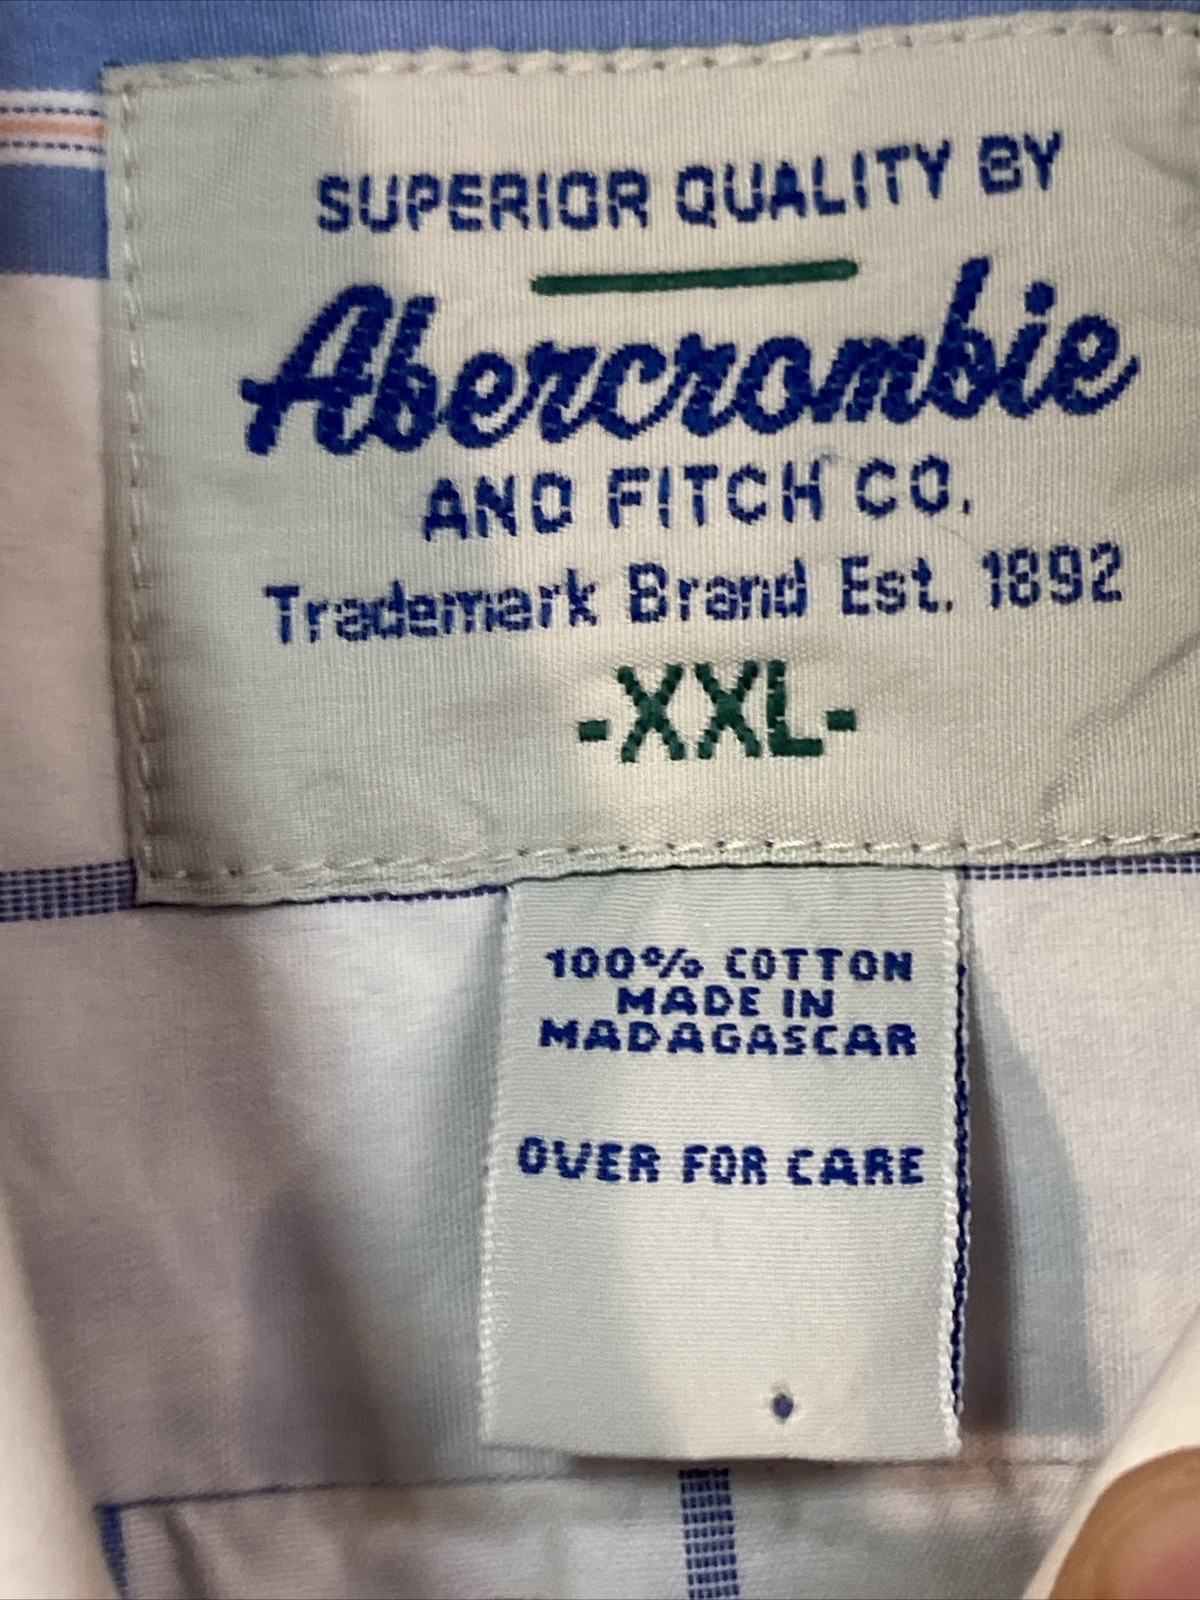 SUPERIOR QUALITY BY
Abercrombie
AND FITCH CO.
Trademark Brand Est. 1892
-XXL-
100% COTTON
MADE IN
MADAGASCAR
OVER FOR CARE